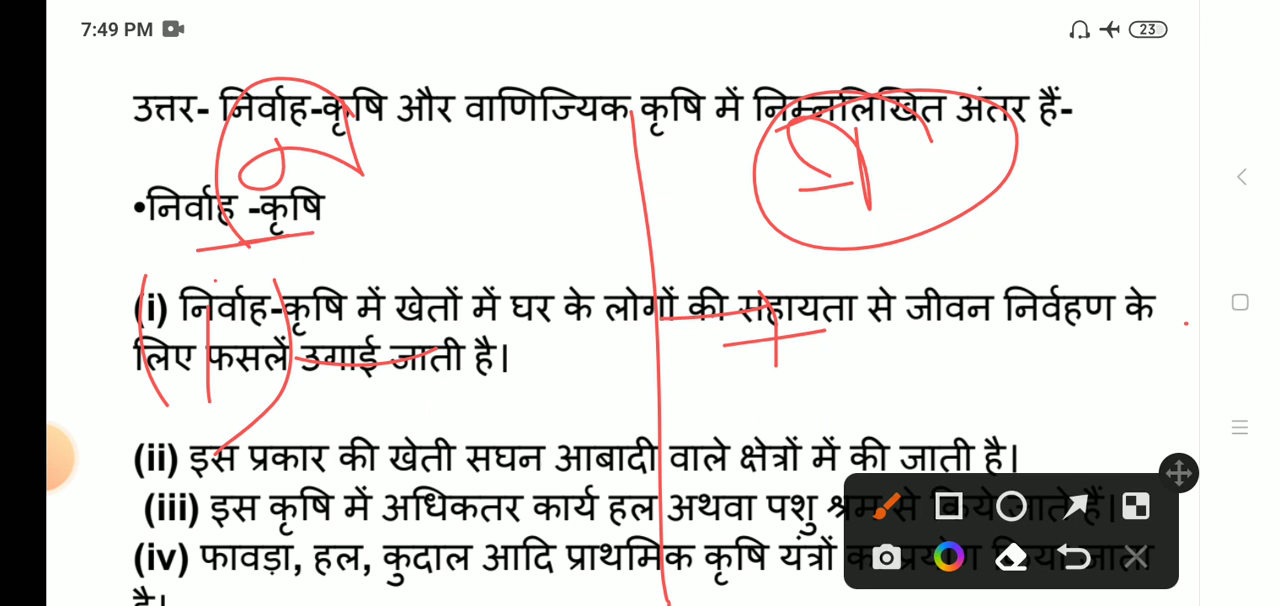 7:49 PM 23
उत्तर- निर्वाह-कृषि और वाणिज्यिक कृषि में निम्नलिखित अंतर हैं-
•निर्वाह -कृषि
(i) निर्वाह-कृषि में खेतों में घर के लोगों की सहायता से जीवन निर्वहण के
लिए फसलें उगाई जाती है।
(ii) इस प्रकार की खेती सघन आबादी वाले क्षेत्रों में की जाती है।
(iii) इस कृषि में अधिकतर कार्य हल अथवा पशु श्रम से किये जाते हैं।
(iv) फावड़ा, हल, कुदाल आदि प्राथमिक कृषि यंत्रों का प्रयोग किया जाता
है।